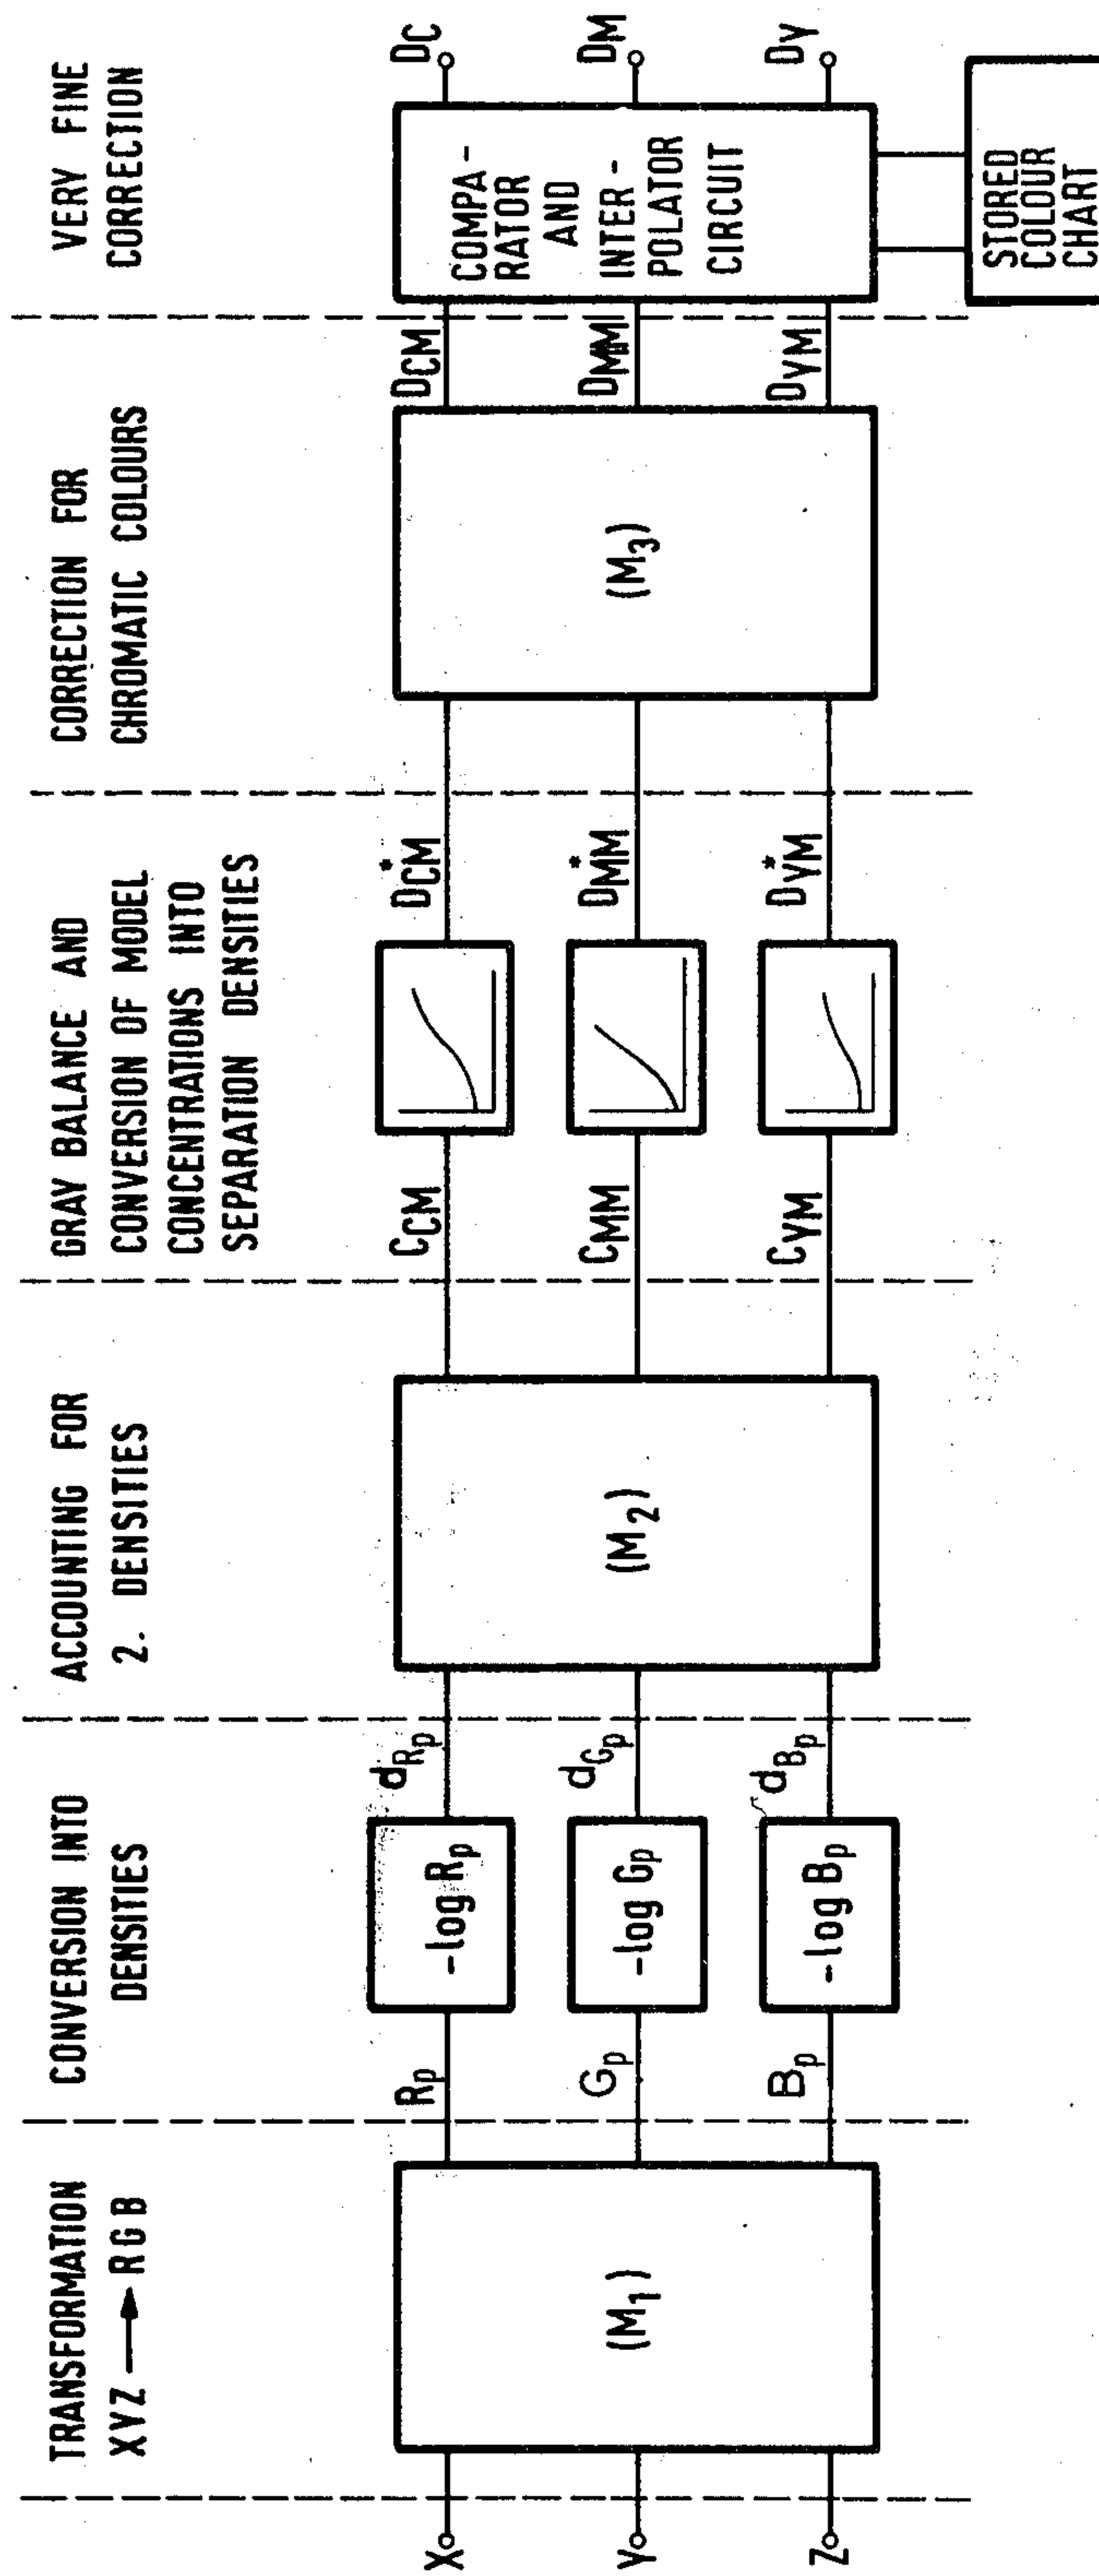 TRANSFORMATION
XYZ → RGB
CONVERSION INTO
DENSITIES
ACCOUNTING FOR
2. DENSITIES
GRAY BALANCE AND
CONVERSION OF MODEL
CONCENTRATIONS INTO
SEPARATION DENSITIES
CORRECTION FOR
CHROMATIC COLOURS
VERY FINE
CORRECTION
X
Y
Z
(M1)
Rp
Gp
Bp
-log Rp
-log Gp
-log Bp
dRp
dGp
dBp
(M2)
CCM
CMM
CYM
D*CM
D*MM
D*YM
(M3)
DCM
DMM
DYM
COMPA-
RATOR
AND
INTER-
POLATOR
CIRCUIT
DC
DM
DY
STORED
COLOUR
CHART